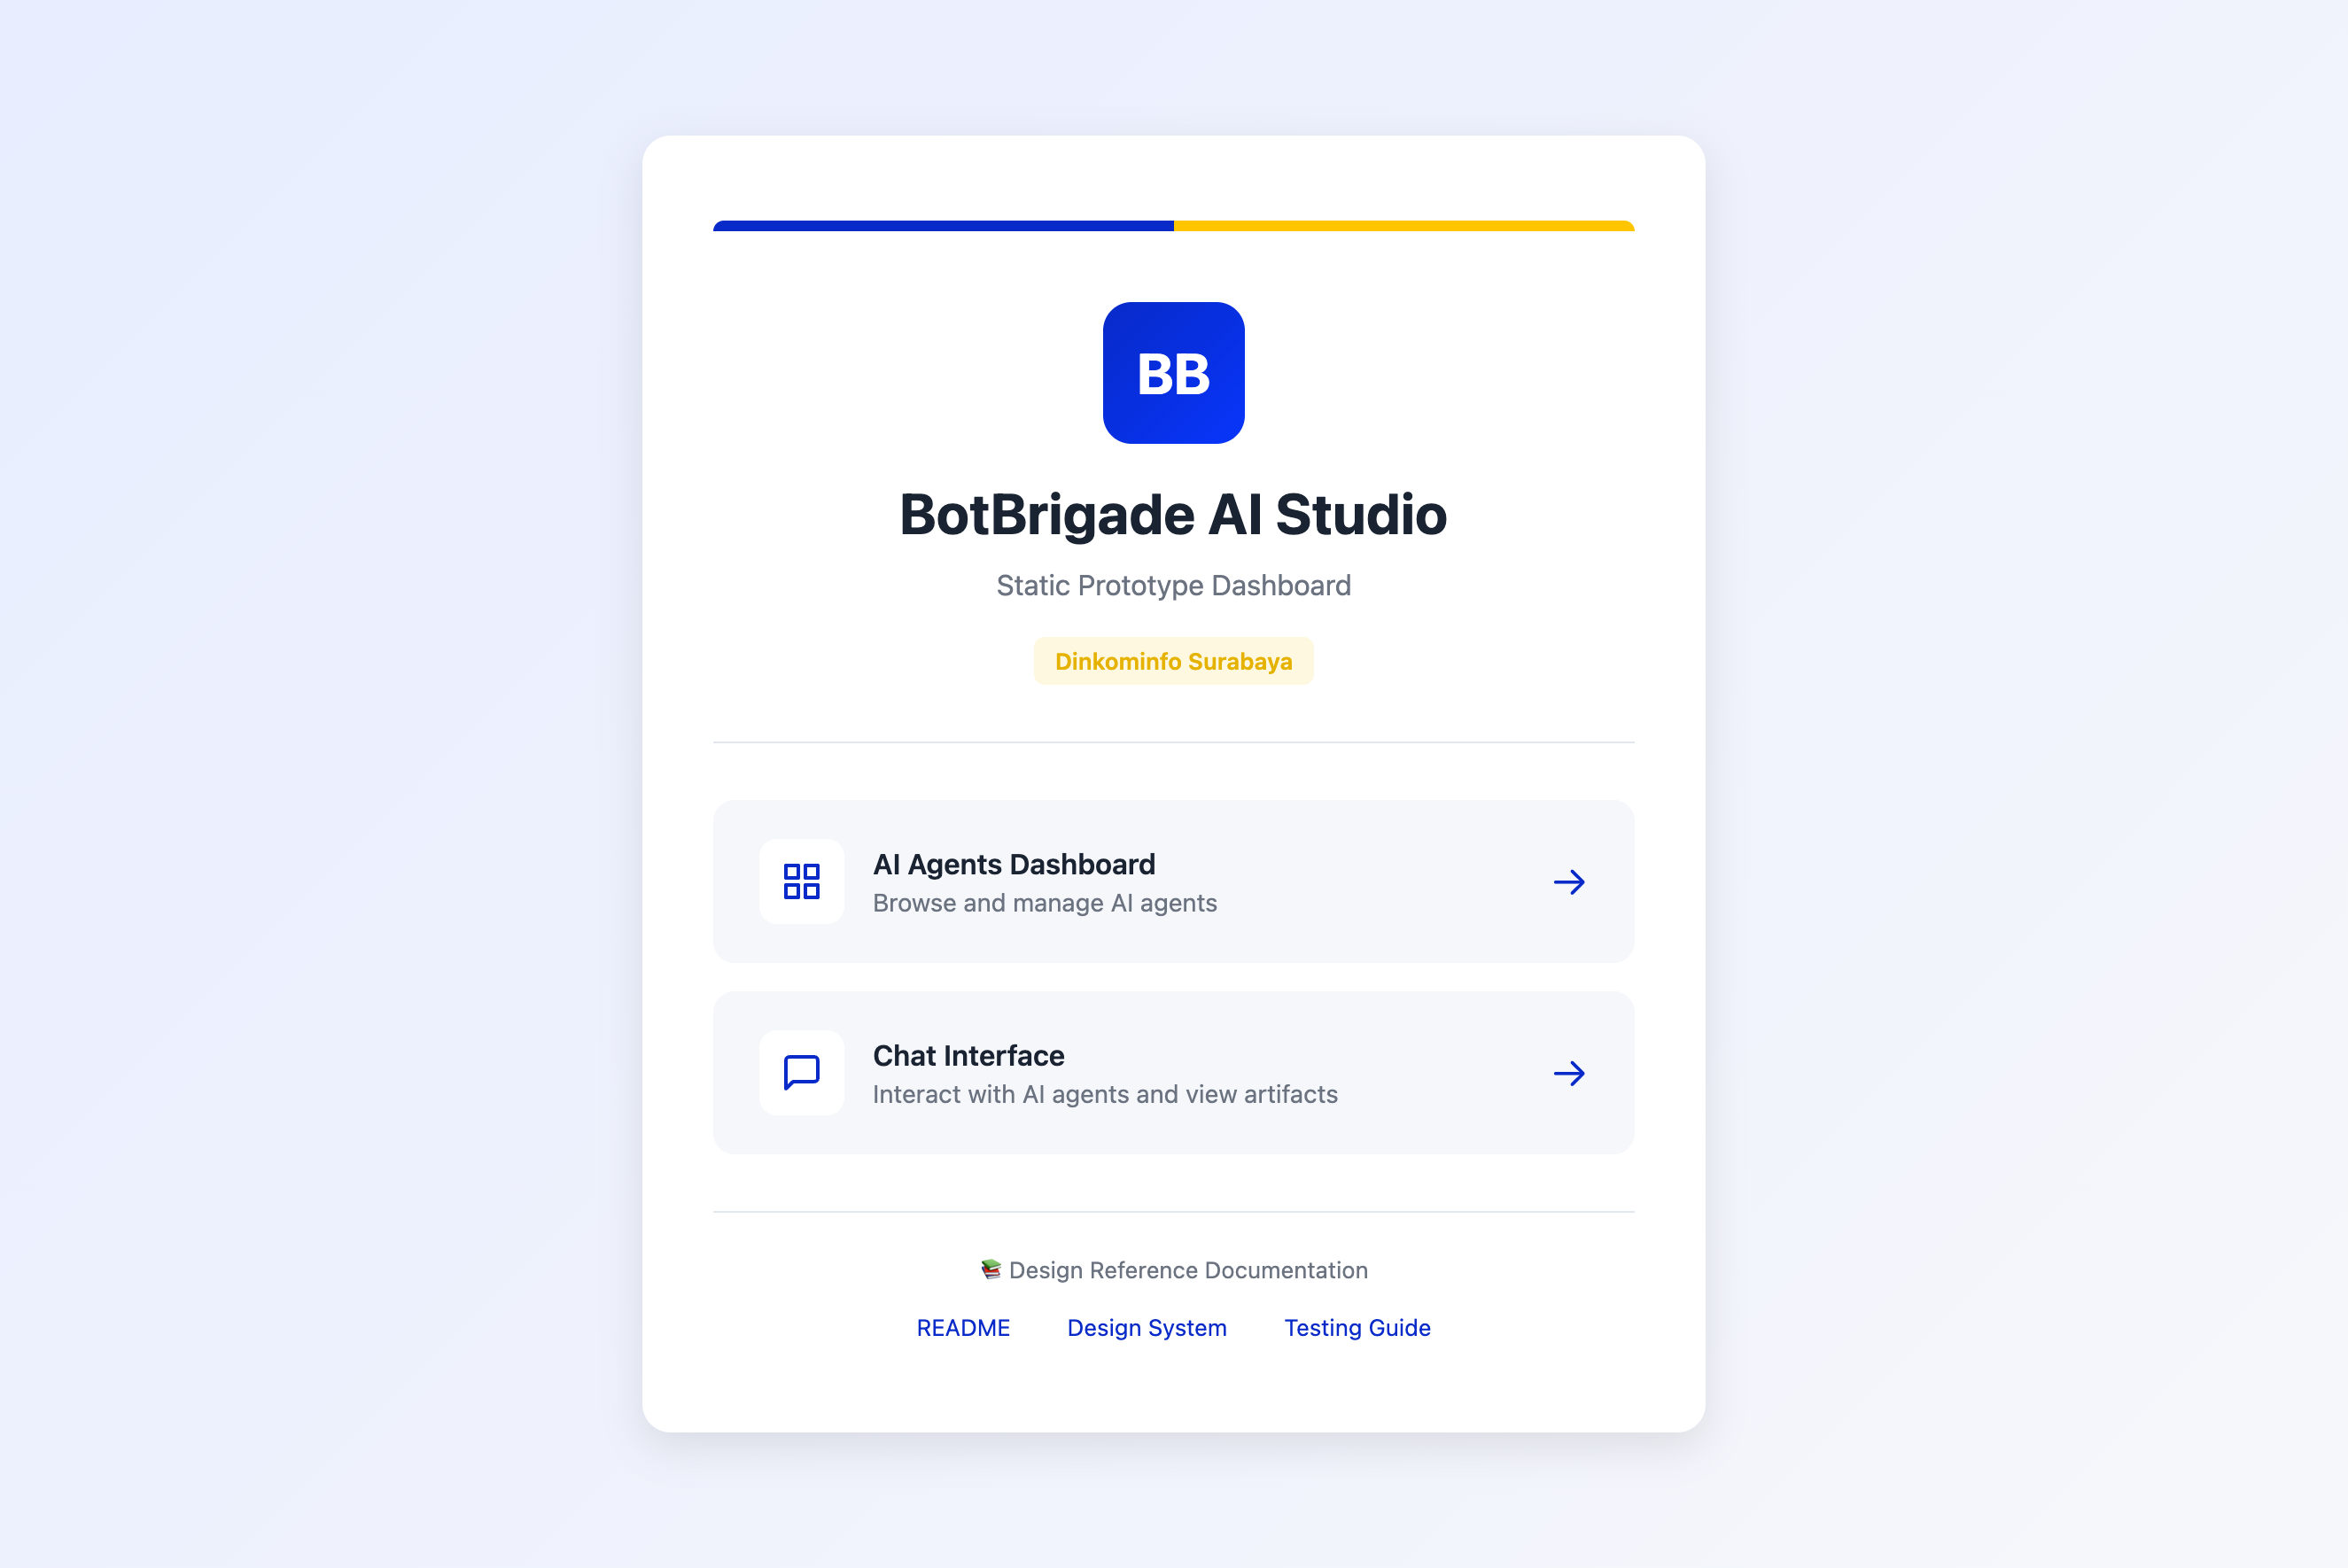 BB
BotBrigade AI Studio
Static Prototype Dashboard
Dinkominfo Surabaya
AI Agents Dashboard
Browse and manage AI agents
Chat Interface
Interact with AI agents and view artifacts
📚 Design Reference Documentation
README Design System Testing Guide